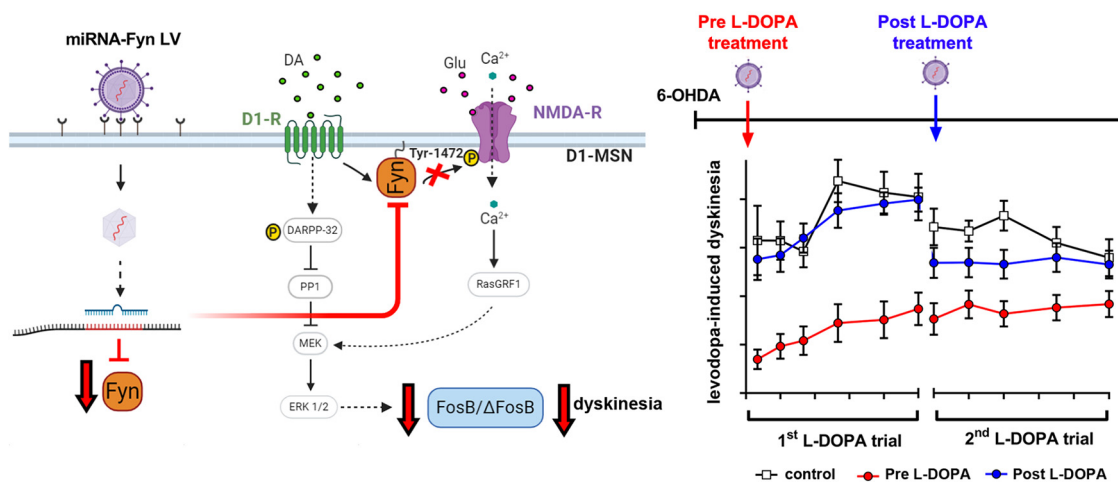 miRNA-Fyn LV
DA
D1-R
Glu
Ca2+
NMDA-R
Tyr-1472
P
D1-MSN
Fyn
Ca2+
P
DARPP-32
PP1
RasGRF1
MEK
Fyn
ERK 1/2
FosB/ΔFosB
dyskinesia
Pre L-DOPA
treatment
Post L-DOPA
treatment
6-OHDA
levodopa-induced dyskinesia
1st L-DOPA trial
2nd L-DOPA trial
control
Pre L-DOPA
Post L-DOPA